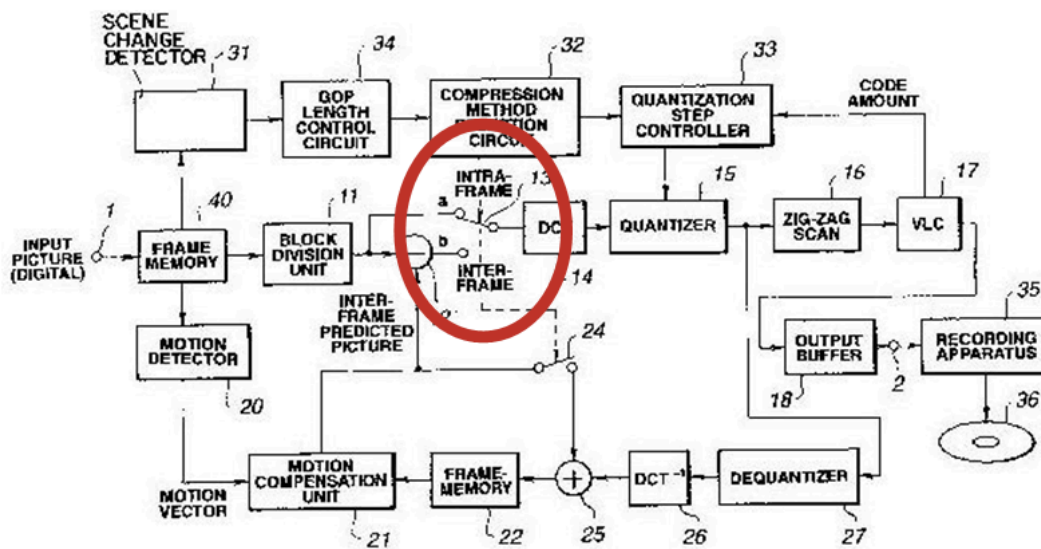 SCENE
CHANGE
DETECTOR
31
34
32
33
GOP
LENGTH
CONTROL
CIRCUIT
COMPRESSION
METHOD
CIRCUIT
QUANTIZATION
STEP
CONTROLLER
CODE
AMOUNT
INTRA-
FRAME
13
a
b
INTER-
FRAME
1
INPUT
PICTURE
(DIGITAL)
40
FRAME
MEMORY
11
BLOCK
DIVISION
UNIT
14
15
QUANTIZER
16
ZIG-ZAG
SCAN
17
VLC
INTER-
FRAME
PREDICTED
PICTURE
MOTION
DETECTOR
20
24
OUTPUT
BUFFER
18
2
35
RECORDING
APPARATUS
36
MOTION
VECTOR
MOTION
COMPENSATION
UNIT
21
FRAME-
MEMORY
22
+
25
DCT⁻¹
26
DEQUANTIZER
27